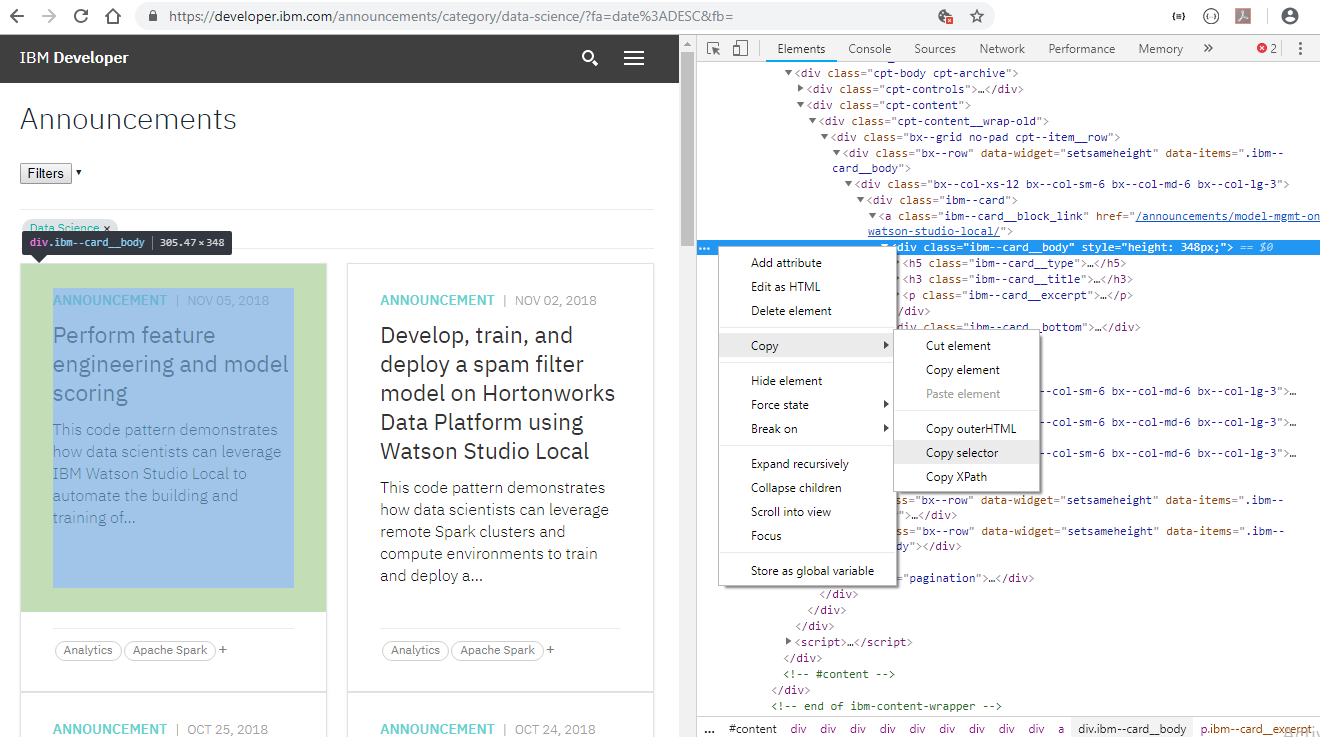 https://developer.ibm.com/announcements/category/data-science/?fa=date%3ADESC&fb=
IBM Developer
Announcements
Filters ▾
Data Science ×
div.ibm--card__body | 305.47 × 348
ANNOUNCEMENT | NOV 05, 2018
Perform feature
engineering and model
scoring
This code pattern demonstrates
how data scientists can leverage
IBM Watson Studio Local to
automate the building and
training of...
Analytics Apache Spark +
ANNOUNCEMENT | OCT 25, 2018
ANNOUNCEMENT | NOV 02, 2018
Develop, train, and
deploy a spam filter
model on Hortonworks
Data Platform using
Watson Studio Local
This code pattern demonstrates
how data scientists can leverage
remote Spark clusters and
compute environments to train
and deploy a...
Analytics Apache Spark +
ANNOUNCEMENT | OCT 24, 2018
Elements Console Sources Network Performance Memory » 2
▼<div class="cpt-body cpt-archive">
▶<div class="cpt-controls">…</div>
▼<div class="cpt-content">
▼<div class="cpt-content__wrap-old">
▼<div class="bx--grid no-pad cpt--item__row">
▼<div class="bx--row" data-widget="setsameheight" data-items=".ibm--
card__body">
▼<div class="bx--col-xs-12 bx--col-sm-6 bx--col-md-6 bx--col-lg-3">
▼<div class="ibm--card">
▼<a class="ibm--card__block_link" href="/announcements/model-mgmt-on
watson-studio-local/">
… <div class="ibm--card__body" style="height: 348px;"> == $0
<h5 class="ibm--card__type">…</h5>
<h3 class="ibm--card__title">…</h3>
<p class="ibm--card__excerpt">…</p>
/div>
div class="ibm--card__bottom">…</div>
--col-sm-6 bx--col-md-6 bx--col-lg-3">…
--col-sm-6 bx--col-md-6 bx--col-lg-3">…
--col-sm-6 bx--col-md-6 bx--col-lg-3">…
ss="bx--row" data-widget="setsameheight" data-items=".ibm--
">…</div>
ss="bx--row" data-widget="setsameheight" data-items=".ibm--
dy"></div>
="pagination">…</div>
</div>
</div>
</div>
▶<script>…</script>
</div>
<!-- #content -->
</div>
<!-- end of ibm-content-wrapper -->
Add attribute
Edit as HTML
Delete element
Copy
Hide element
Force state
Break on
Expand recursively
Collapse children
Scroll into view
Focus
Store as global variable
Cut element
Copy element
Paste element
Copy outerHTML
Copy selector
Copy XPath
... #content div div div div div div div div div a div.ibm--card__body p.ibm--card__excerpt